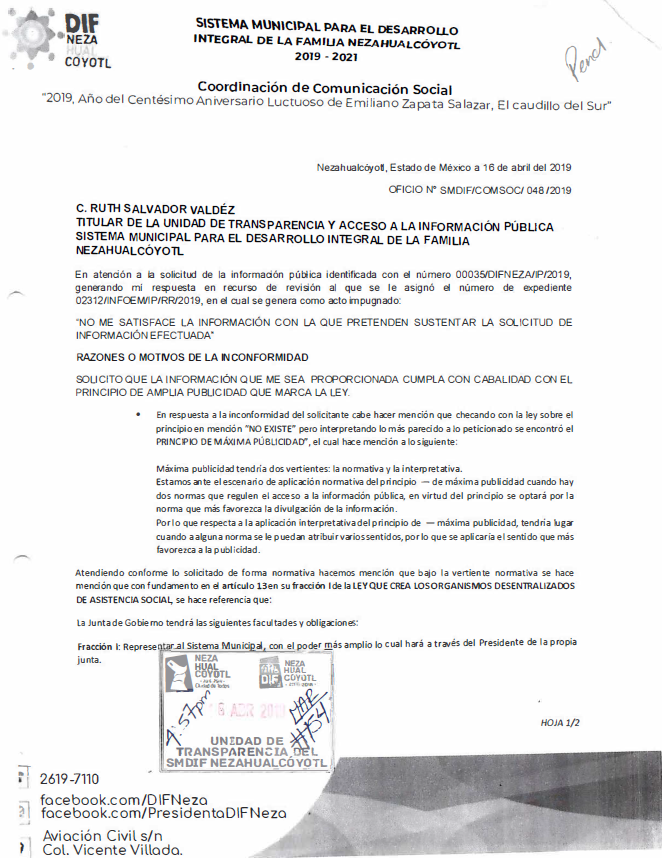 DIF
NEZA
HUAL
COYOTL
SISTEMA MUNICIPAL PARA EL DESARROLLO
INTEGRAL DE LA FAMILIA NEZAHUALCÓYOTL
2019 - 2021
Coordinación de Comunicación Social
"2019, Año del Centésimo Aniversario Luctuoso de Emiliano Zapata Salazar, El caudillo del Sur"
Nezahualcóyotl, Estado de México a 16 de abril del 2019
OFICIO Nº SMDIF/COMSOC/ 048 /2019
C. RUTH SALVADOR VALDÉZ
TITULAR DE LA UNIDAD DE TRANSPARENCIA Y ACCESO A LA INFORMACIÓN PÚBLICA
SISTEMA MUNICIPAL PARA EL DESARROLLO INTEGRAL DE LA FAMILIA
NEZAHUALCÓYOTL
En atención a la solicitud de la información pública identificada con el número 00035/DIFNEZA/IP/2019,
generando mi respuesta en recurso de revisión al que se le asignó el número de expediente
02312/INFOEM/IP/RR/2019, en el cual se genera como acto impugnado:
"NO ME SATISFACE LA INFORMACIÓN CON LA QUE PRETENDEN SUSTENTAR LA SOLICITUD DE
INFORMACIÓN EFECTUADA"
RAZONES O MOTIVOS DE LA INCONFORMIDAD
SOLICITO QUE LA INFORMACIÓN QUE ME SEA PROPORCIONADA CUMPLA CON CABALIDAD CON EL
PRINCIPIO DE AMPLIA PUBLICIDAD QUE MARCA LA LEY.
• En respuesta a la inconformidad del solicitante cabe hacer mención que checando con la ley sobre el
principio en mención "NO EXISTE" pero interpretando lo más parecido a lo peticionado se encontró el
PRINCIPIO DE MÁXIMA PÚBLICIDAD", el cual hace mención a lo siguiente:
Máxima publicidad tendría dos vertientes: la normativa y la interpretativa.
Estamos ante el escenario de aplicación normativa del principio — de máxima publicidad cuando hay
dos normas que regulen el acceso a la información pública, en virtud del principio se optará por la
norma que más favorezca la divulgación de la información.
Por lo que respecta a la aplicación interpretativa del principio de — máxima publicidad, tendría lugar
cuando a alguna norma se le puedan atribuir varios sentidos, por lo que se aplicaría el sentido que más
favorezca a la publicidad.
Atendiendo conforme lo solicitado de forma normativa hacemos mención que bajo la vertiente normativa se hace
mención que con fundamento en el artículo 13 en su fracción I de la LEY QUE CREA LOS ORGANISMOS DESENTRALIZADOS
DE ASISTENCIA SOCIAL, se hace referencia que:
La Junta de Gobierno tendrá las siguientes facultades y obligaciones:
Fracción I: Representar al Sistema Municipal, con el poder más amplio lo cual hará a través del Presidente de la propia
junta.
NEZA
HUAL
COYOTL
Ciudad de todos
NEZA
HUAL
DIF COYOTL
ABR
UNIDAD DE
TRANSPARENCIA DEL
SMDIF NEZAHUALCÓYOTL
HOJA 1/2
2619-7110
facebook.com/DIFNeza
facebook.com/PresidentaDIFNeza
Aviación Civil s/n
Col. Vicente Villada.